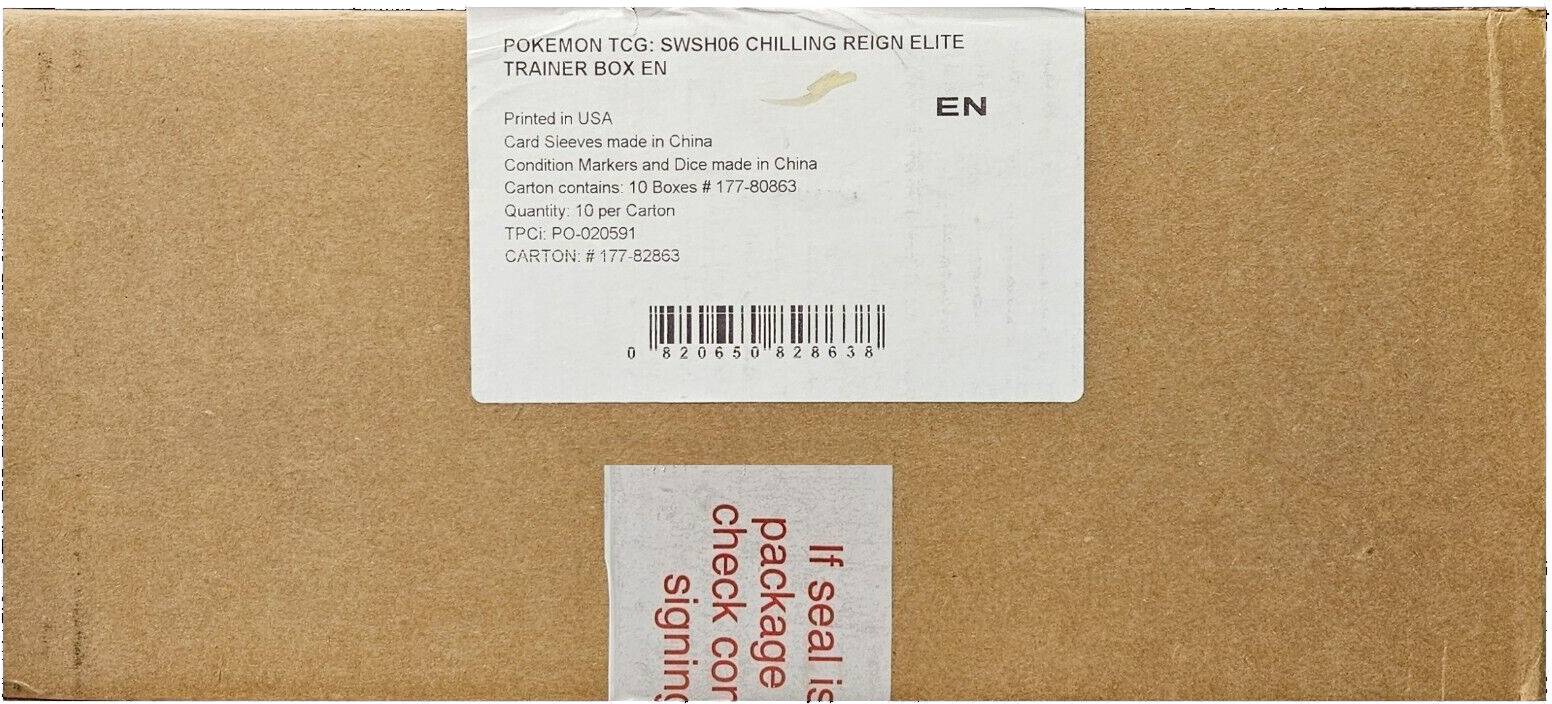 POKEMON TCG: SWSH06 CHILLING REIGN ELITE
TRAINER BOX EN
EN
Printed in USA
Card Sleeves made in China
Condition Markers and Dice made in China
Carton contains: 10 Boxes # 177-80863
Quantity: 10 per Carton
TPCi: PO-020591
CARTON: # 177-82863
0 820650 828638
If seal is
package
check con
signing